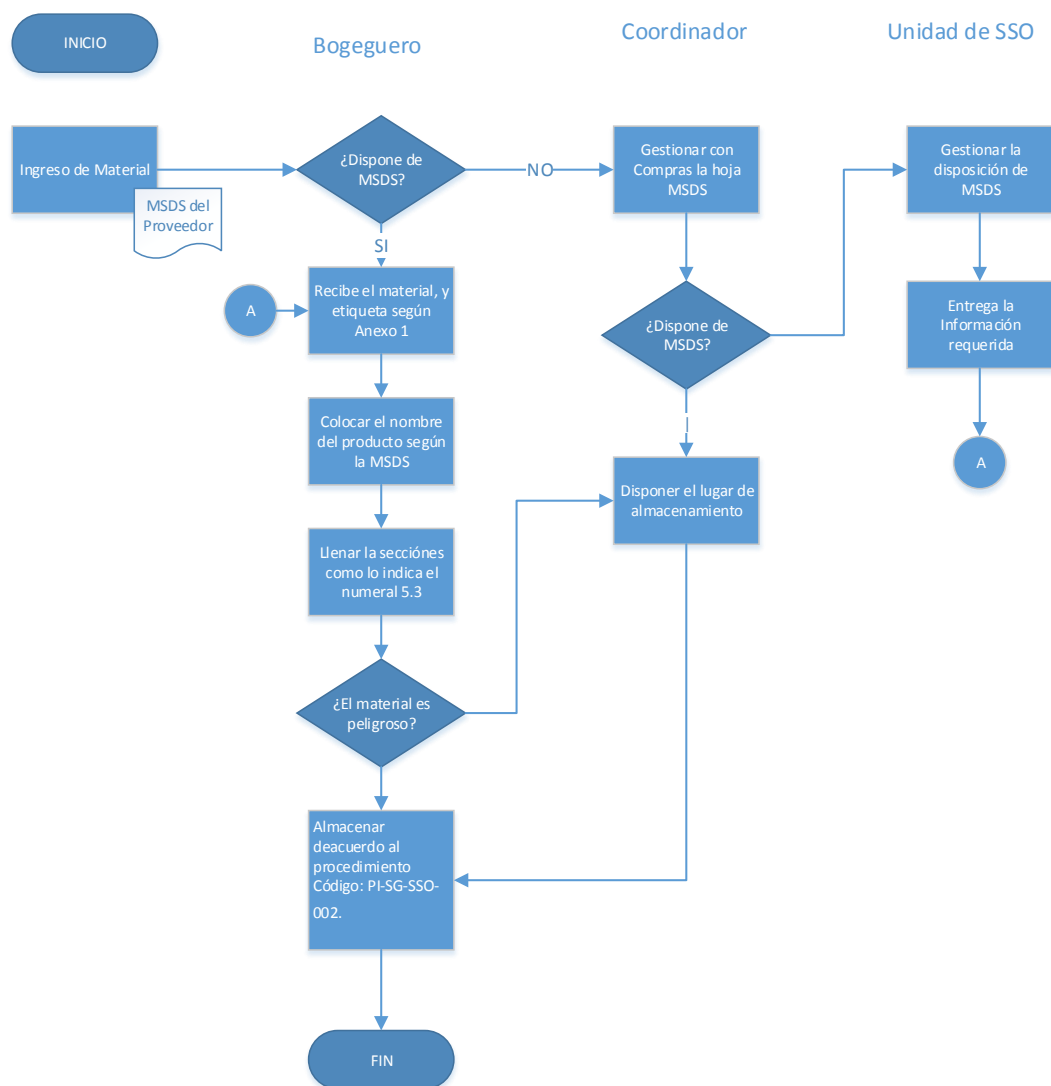 INICIO
Bogeguero
Coordinador
Unidad de SSO
Ingreso de Material
MSDS del
Proveedor
¿Dispone de
MSDS?
NO
Gestionar con
Compras la hoja
MSDS
Gestionar la
disposición de
MSDS
SI
A
Recibe el material, y
etiqueta según
Anexo 1
¿Dispone de
MSDS?
Entrega la
Información
requerida
Colocar el nombre
del producto según
la MSDS
A
Disponer el lugar de
almacenamiento
Llenar la secciónes
como lo indica el
numeral 5.3
¿El material es
peligroso?
Almacenar
deacuerdo al
procedimiento
Código: PI-SG-SSO-
002.
FIN